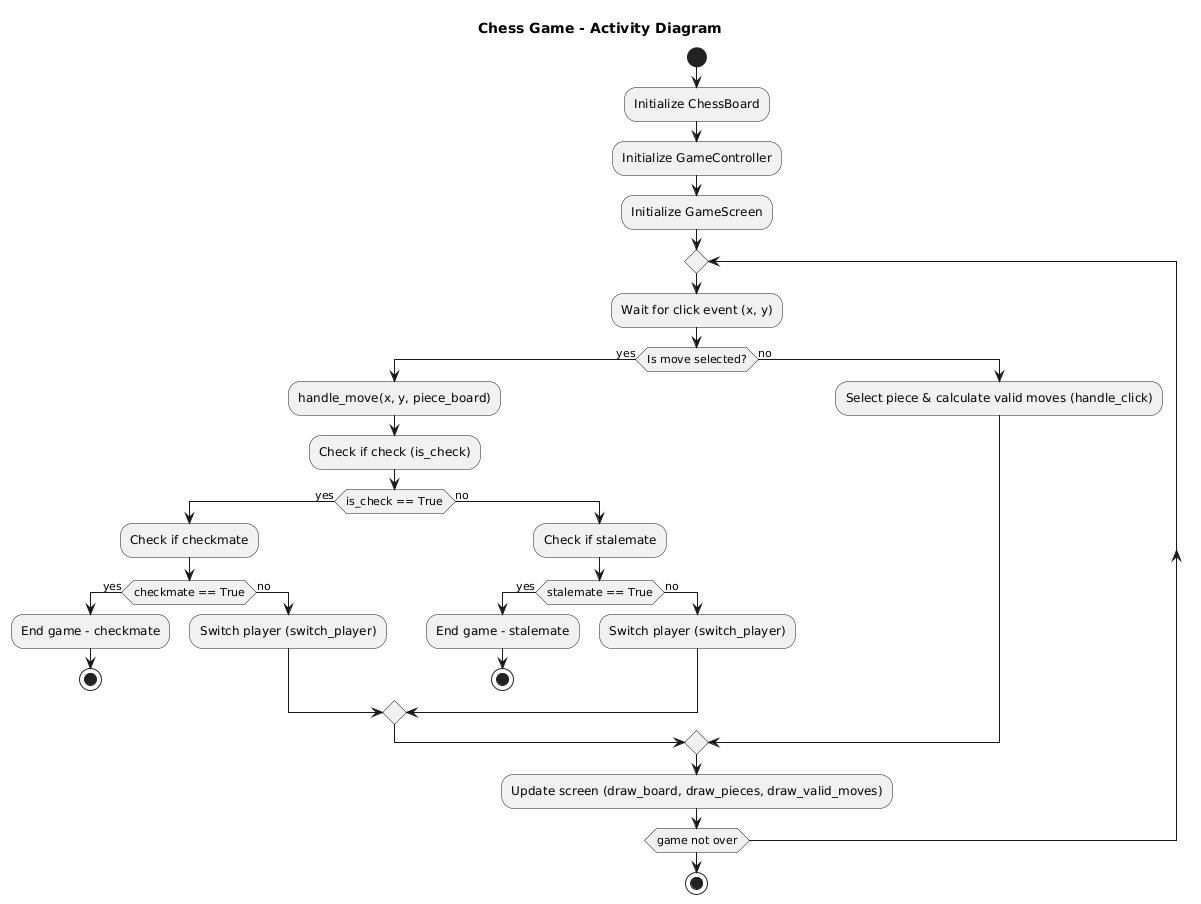 Chess Game - Activity Diagram
Initialize ChessBoard
Initialize GameController
Initialize GameScreen
Wait for click event (x, y)
yes
Is move selected?
no
handle_move(x, y, piece_board)
Select piece & calculate valid moves (handle_click)
Check if check (is_check)
yes
is_check == True
no
Check if checkmate
Check if stalemate
yes
checkmate == True
no
yes
stalemate == True
no
End game - checkmate
Switch player (switch_player)
End game - stalemate
Switch player (switch_player)
Update screen (draw_board, draw_pieces, draw_valid_moves)
game not over